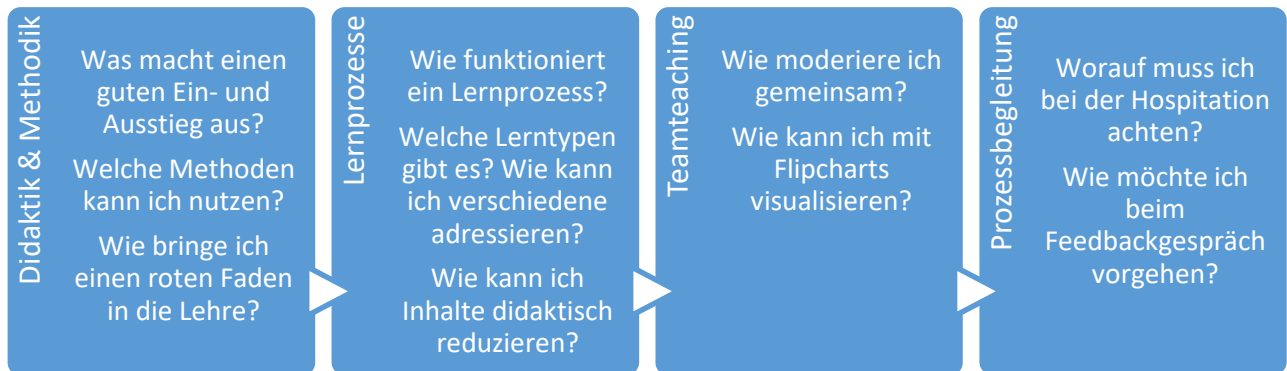 Didaktik & Methodik
Was macht einen
guten Ein- und
Ausstieg aus?
Welche Methoden
kann ich nutzen?
Wie bringe ich
einen roten Faden
in die Lehre?
Lernprozesse
Wie funktioniert
ein Lernprozess?
Welche Lerntypen
gibt es? Wie kann
ich verschiedene
adressieren?
Wie kann ich
Inhalte didaktisch
reduzieren?
Teamteaching
Wie moderiere ich
gemeinsam?
Wie kann ich mit
Flipcharts
visualisieren?
Prozessbegleitung
Worauf muss ich
bei der Hospitation
achten?
Wie möchte ich
beim
Feedbackgespräch
vorgehen?